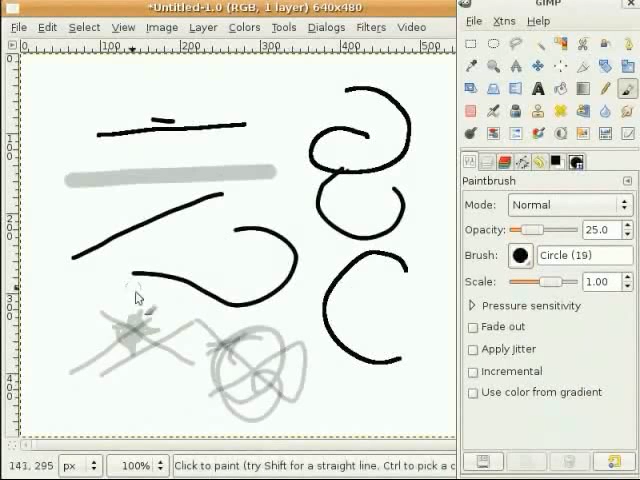 *Untitled-1.0 (RGB, 1 layer) 640x480
GIMP
File Edit Select View Image Layer Colors Tools Dialogs Filters Video
File Xtns Help
0 100 200 300 400 500
0
100
200
300
400
Paintbrush
Mode: Normal
Opacity: 25.0
Brush: Circle (19)
Scale: 1.00
Pressure sensitivity
Fade out
Apply Jitter
Incremental
Use color from gradient
141, 295 px 100% Click to paint (try Shift for a straight line, Ctrl to pick a c